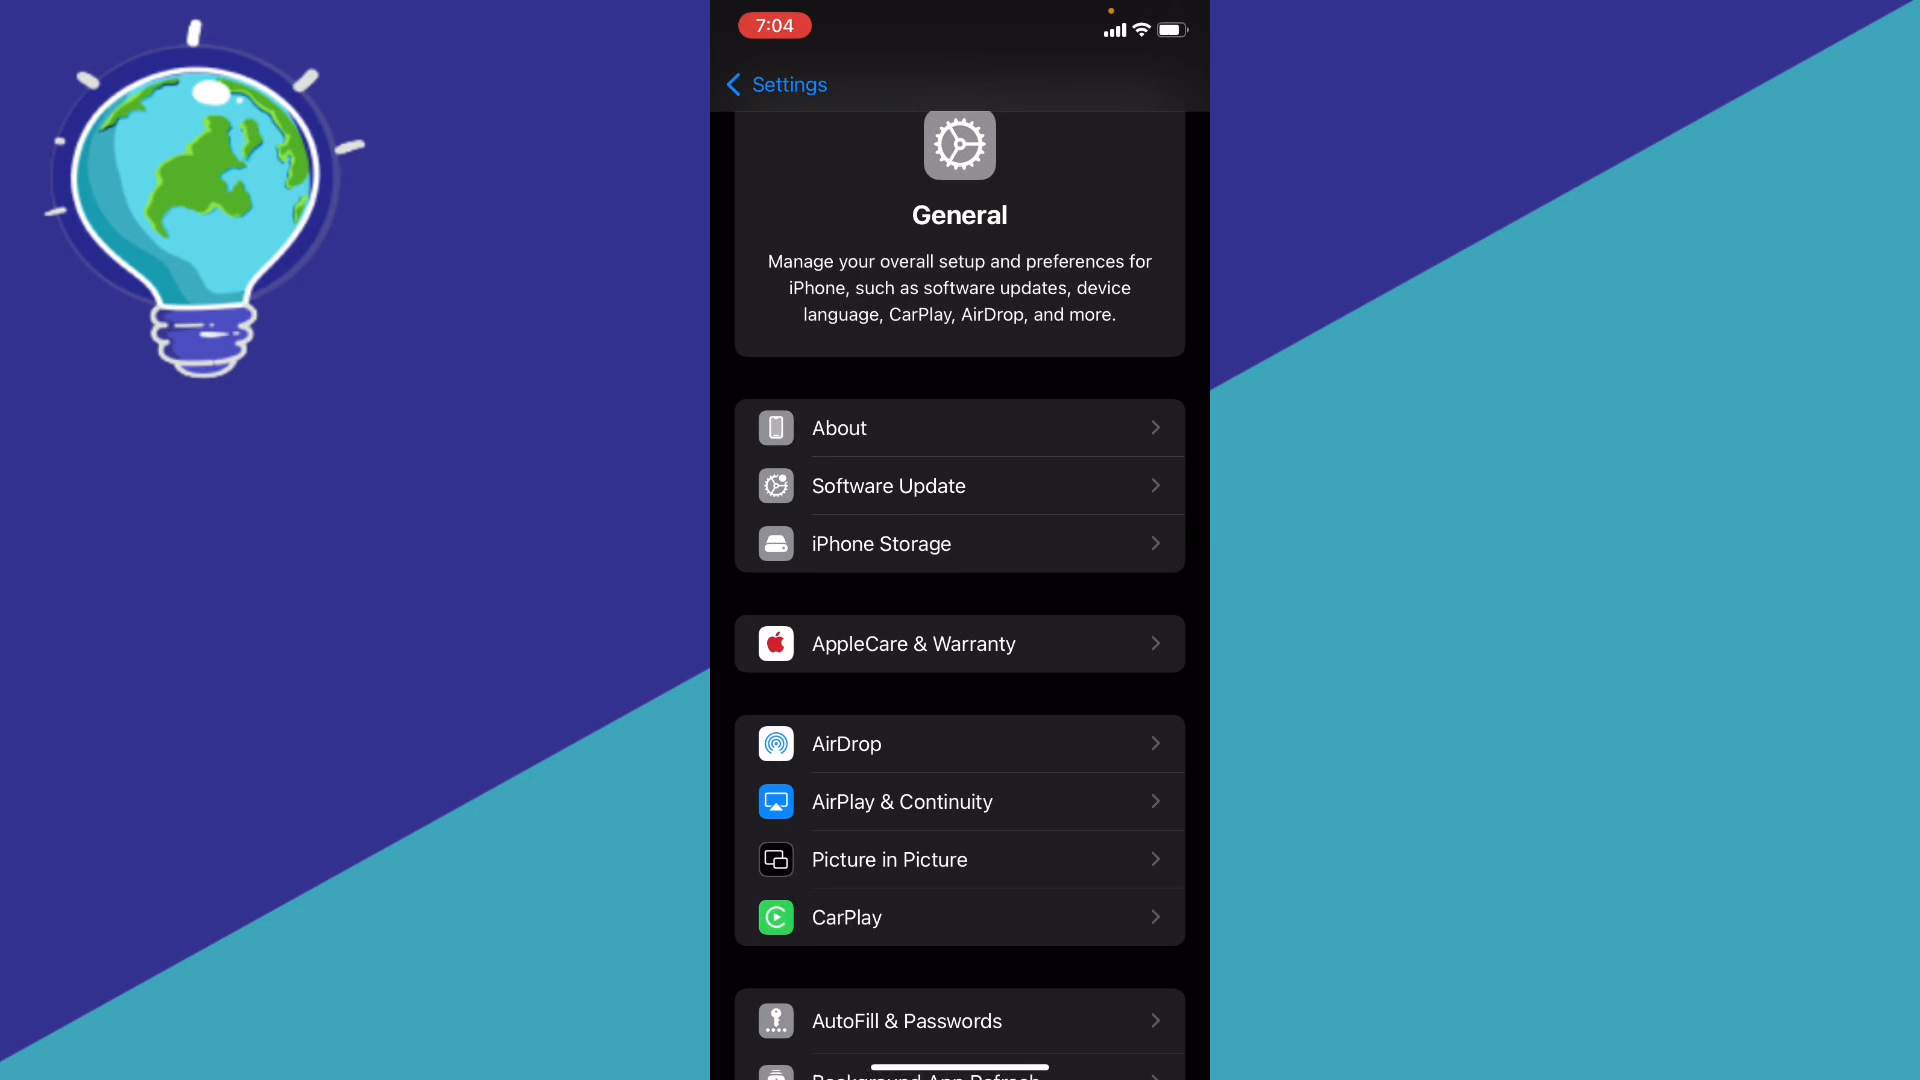 7:04
Settings
General
Manage your overall setup and preferences for
iPhone, such as software updates, device
language, CarPlay, AirDrop, and more.
About
Software Update
iPhone Storage
AppleCare & Warranty
AirDrop
AirPlay & Continuity
Picture in Picture
CarPlay
AutoFill & Passwords
Background App Refresh